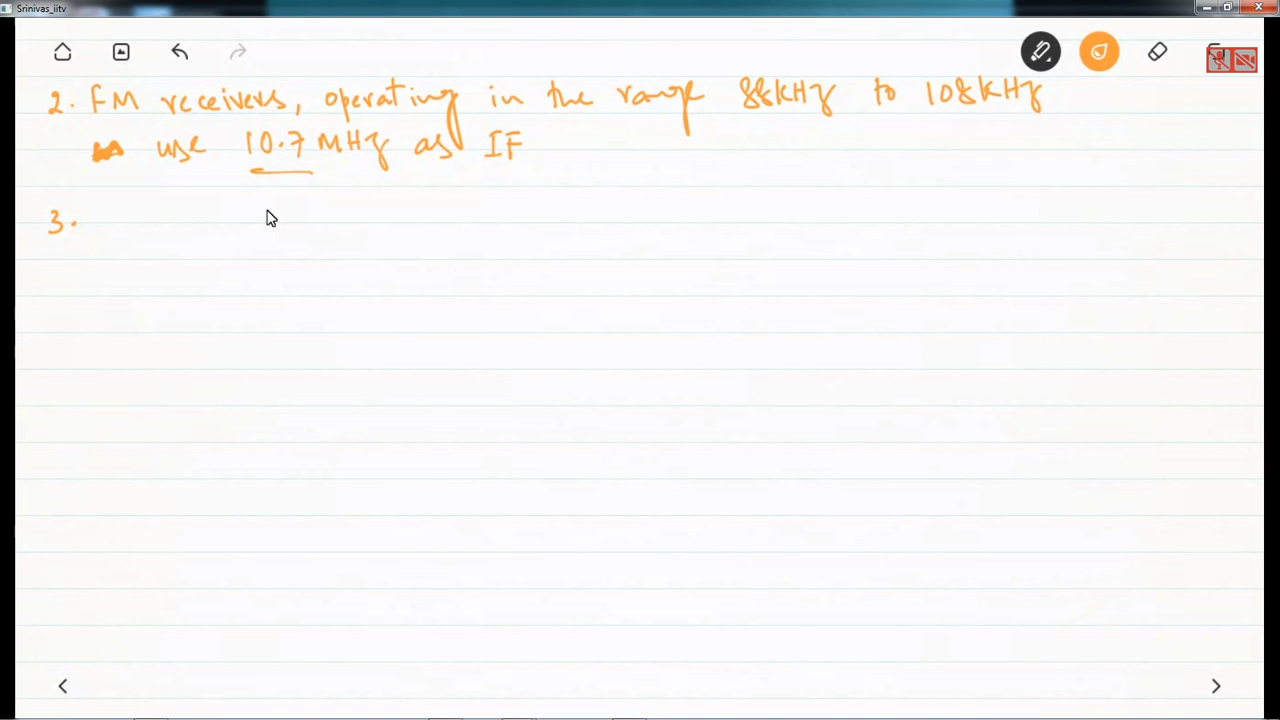 Srinivas_iitv
2. FM receivers, operating in the range 88kHz to 108kHz
use 10.7 MHz as IF
3.